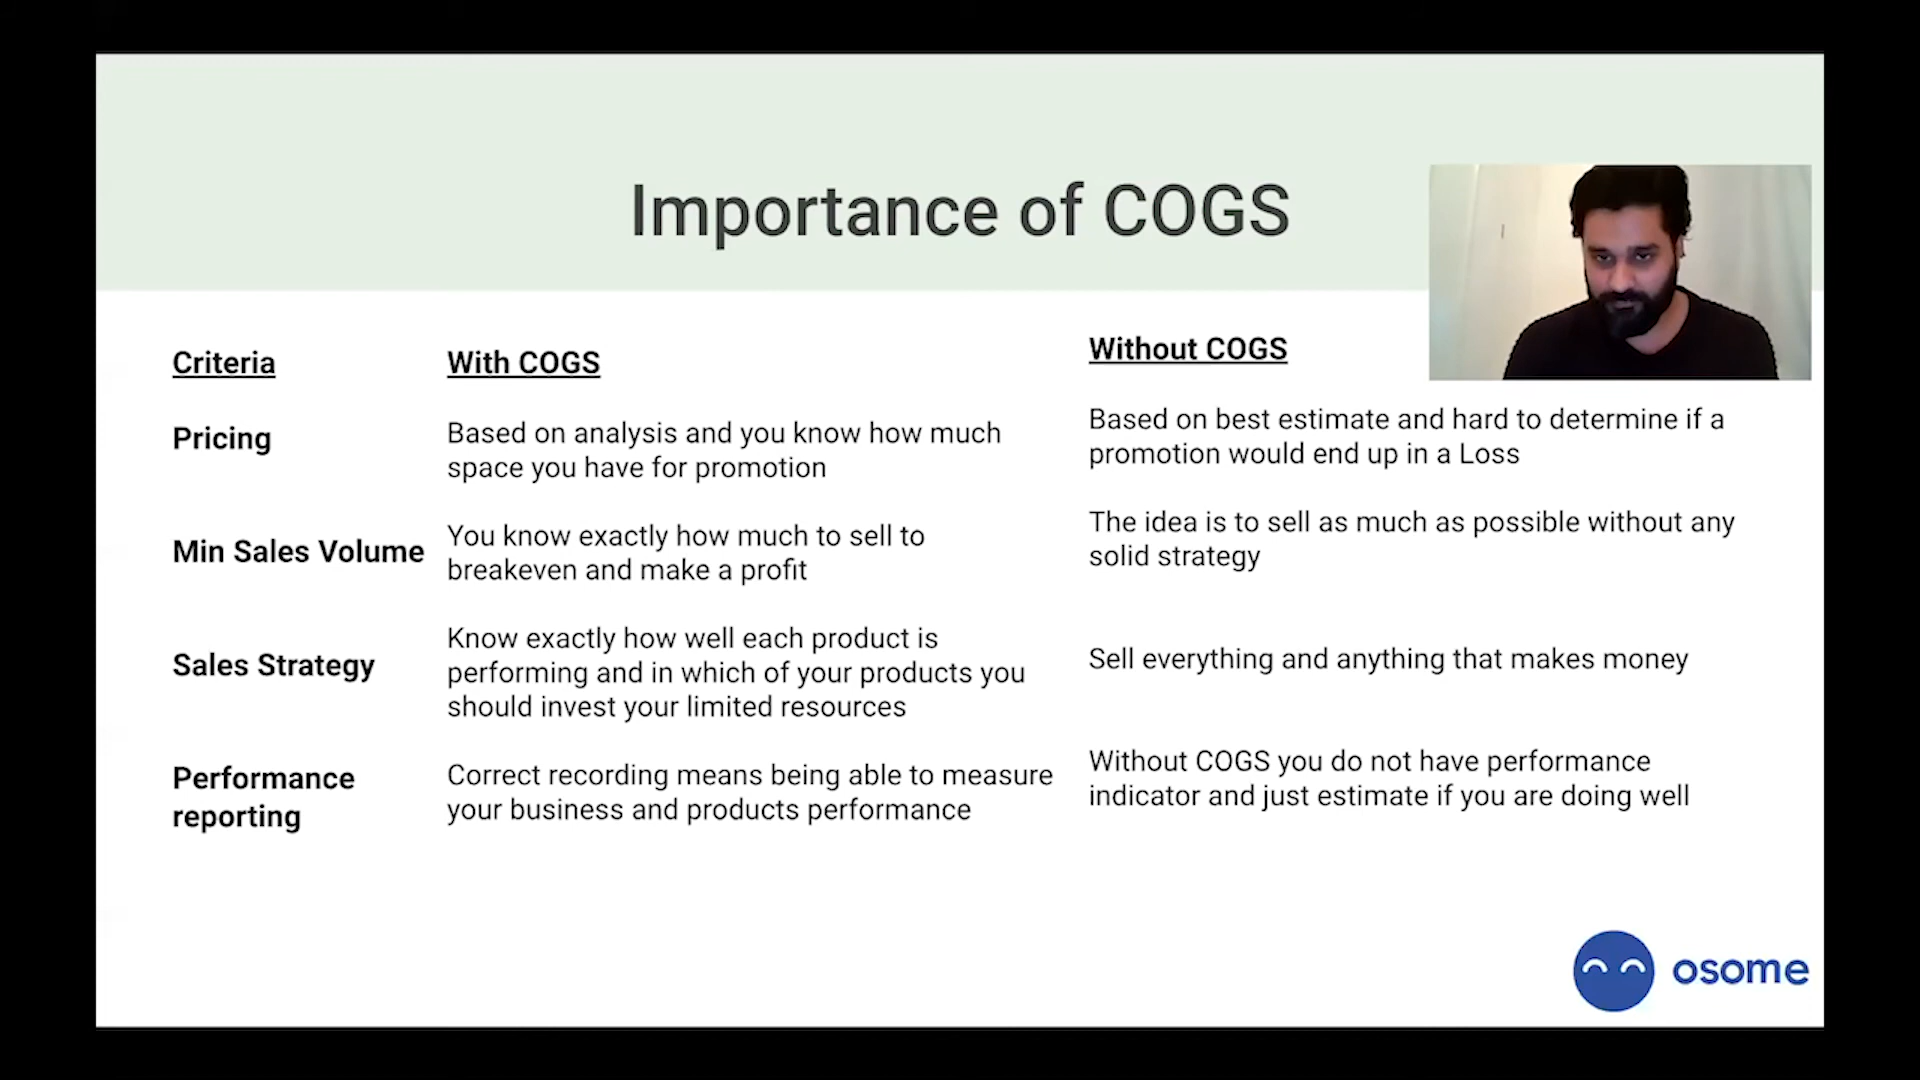 Importance of COGS
Criteria
With COGS
Without COGS
Pricing
Based on analysis and you know how much
space you have for promotion
Based on best estimate and hard to determine if a
promotion would end up in a Loss
Min Sales Volume
You know exactly how much to sell to
breakeven and make a profit
The idea is to sell as much as possible without any
solid strategy
Sales Strategy
Know exactly how well each product is
performing and in which of your products you
should invest your limited resources
Sell everything and anything that makes money
Performance
reporting
Correct recording means being able to measure
your business and products performance
Without COGS you do not have performance
indicator and just estimate if you are doing well
osome